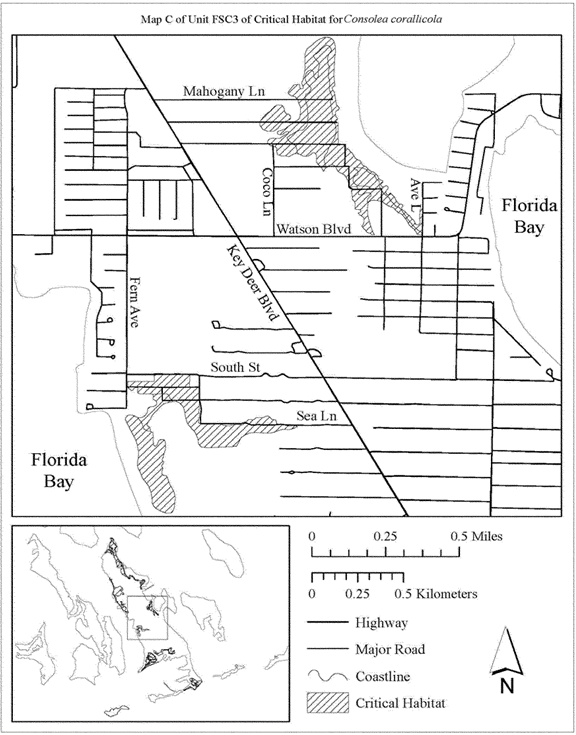 Map C of Unit FSC3 of Critical Habitat for Consolea corallicola
Mahogany Ln
Coco Ln
Ave L
Florida
Bay
Watson Blvd
Key Deer Blvd
Fern Ave
South St
Sea Ln
Florida
Bay
0 0.25 0.5 Miles
0 0.25 0.5 Kilometers
Highway
Major Road
Coastline
Critical Habitat
N